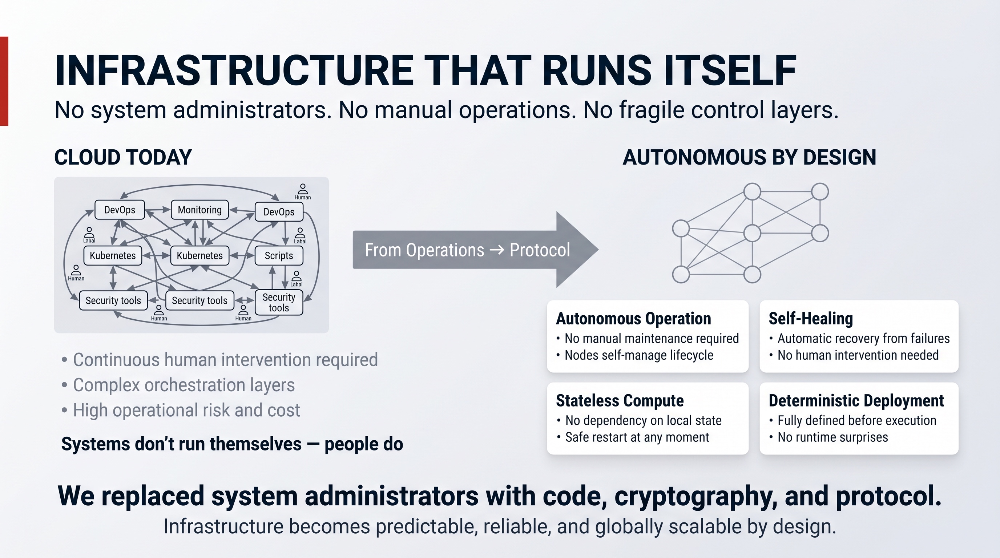 INFRASTRUCTURE THAT RUNS ITSELF
No system administrators. No manual operations. No fragile control layers.
CLOUD TODAY
Human
DevOps
Monitoring
DevOps
Lahal
Labal
Kubernetes
Kubernetes
Scripts
Human
Labol
Security tools
Security tools
Security
tools
Human
Human
• Continuous human intervention required
• Complex orchestration layers
• High operational risk and cost
Systems don’t run themselves — people do
From Operations → Protocol
AUTONOMOUS BY DESIGN
Autonomous Operation
• No manual maintenance required
• Nodes self-manage lifecycle
Self-Healing
• Automatic recovery from failures
• No human intervention needed
Stateless Compute
• No dependency on local state
• Safe restart at any moment
Deterministic Deployment
• Fully defined before execution
• No runtime surprises
We replaced system administrators with code, cryptography, and protocol.
Infrastructure becomes predictable, reliable, and globally scalable by design.